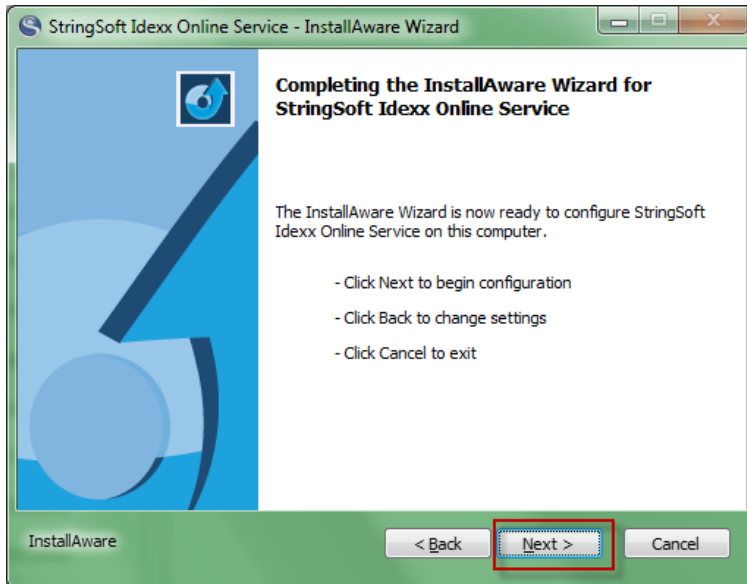 StringSoft Idexx Online Service - InstallAware Wizard
Completing the InstallAware Wizard for
StringSoft Idexx Online Service
The InstallAware Wizard is now ready to configure StringSoft
Idexx Online Service on this computer.
- Click Next to begin configuration
- Click Back to change settings
- Click Cancel to exit
InstallAware
< Back
Next >
Cancel